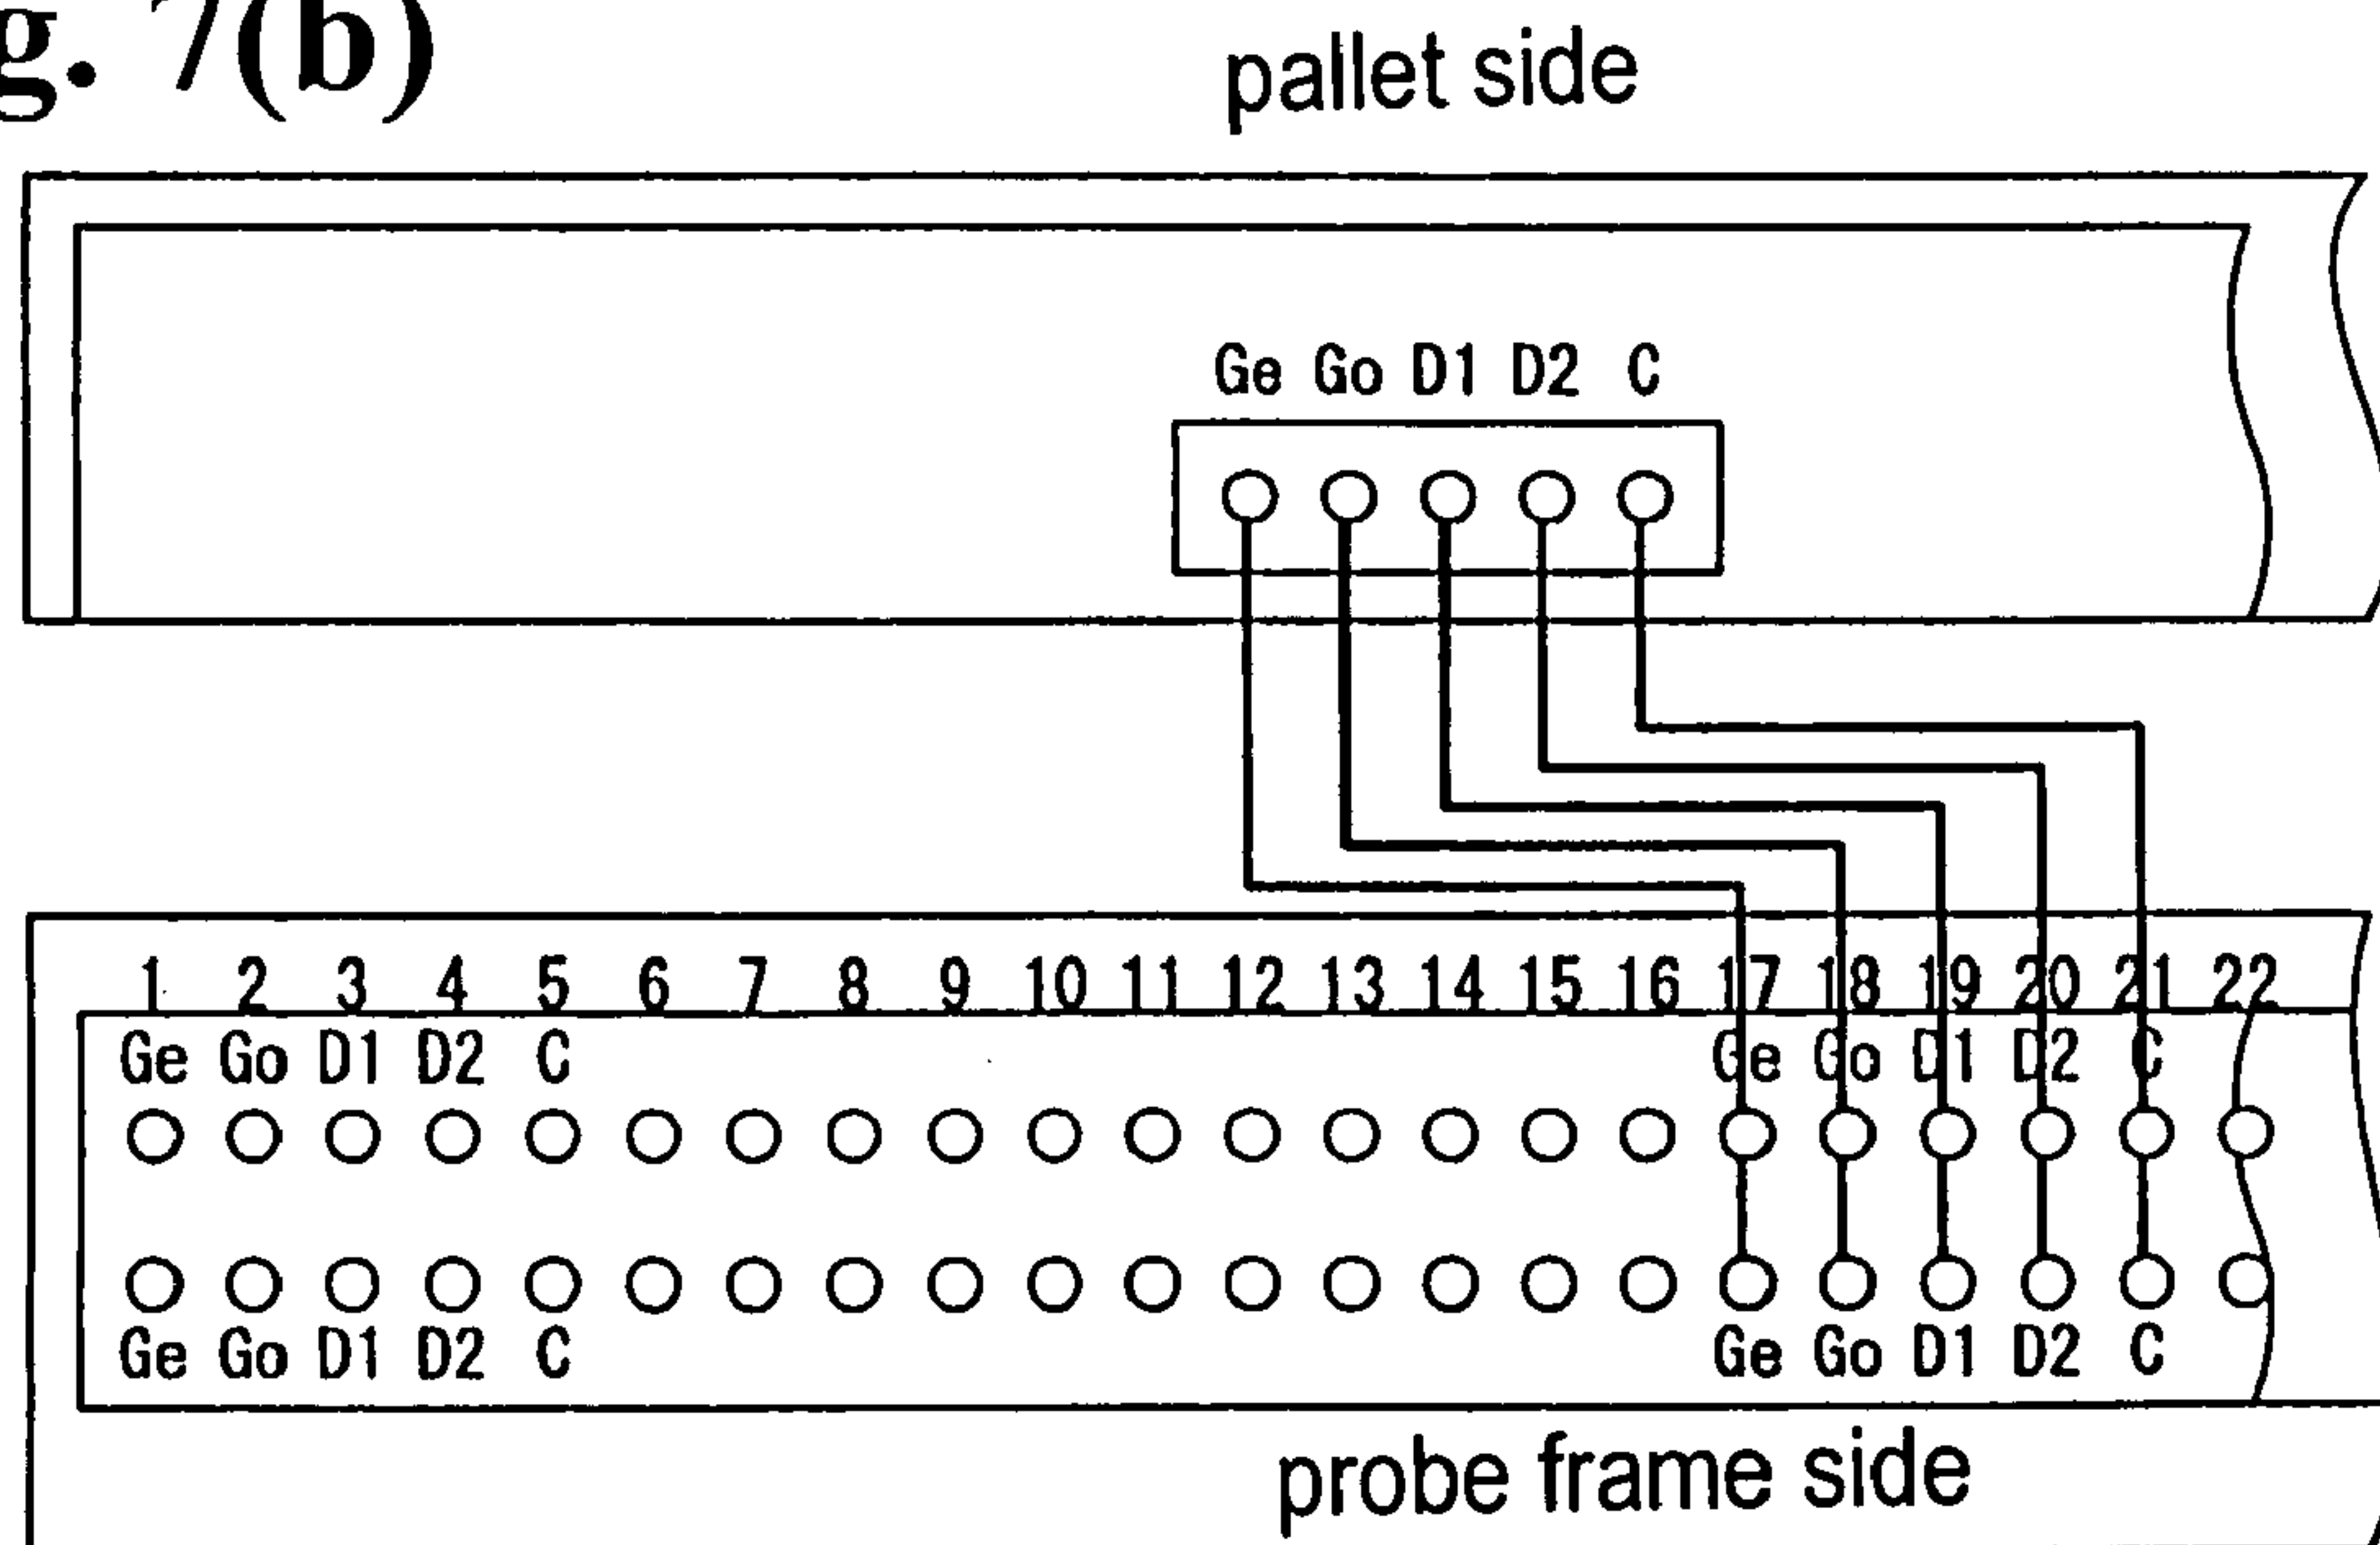 g. 7(b)
pallet side
Ge Go D1 D2 C
1 2 3 4 5 6 7 8 9 10 11 12 13 14 15 16 17 18 19 20 21 22
Ge Go D1 D2 C Ge Go D1 D2 C
Ge Go D1 D2 C Ge Go D1 D2 C
probe frame side